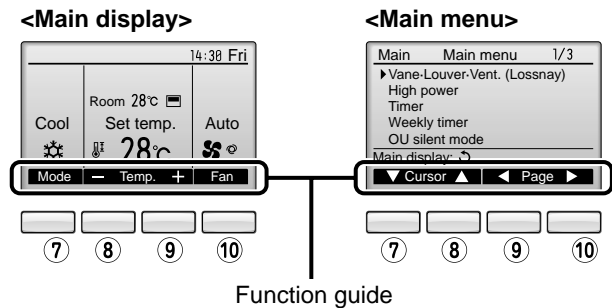 <Main display>
14:30 Fri
Room 28℃
Cool
Set temp.
Auto
28℃
Mode − Temp. + Fan
7 8 9 10
<Main menu>
Main Main menu 1/3
▶Vane·Louver·Vent. (Lossnay)
High power
Timer
Weekly timer
OU silent mode
Main display:
▼ Cursor ▲ ◀ Page ▶
7 8 9 10
Function guide